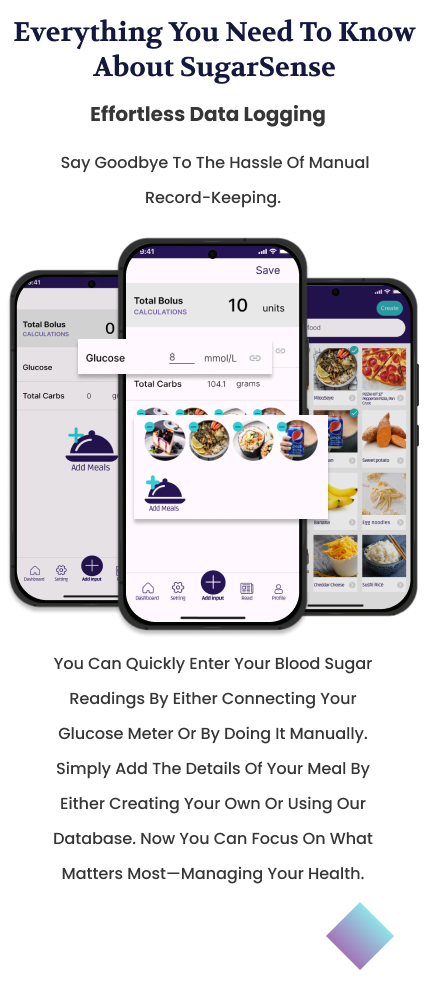 Everything You Need To Know
About SugarSense
Effortless Data Logging
Say Goodbye To The Hassle Of Manual
Record-Keeping.
9:41
Total Bolus
CALCULATIONS
0
Glucose
Total Carbs 0
Add Meals
Dashboard Setting Add Input
9:41
Save
Total Bolus
CALCULATIONS
10 units
Glucose 8 mmol/L
Total Carbs 104.1 grams
Add Meals
Dashboard Setting Add Input Read Profile
Create
food
Sweet potato
Banana Egg noodles
Cheddar Cheese Sushi Rice
You Can Quickly Enter Your Blood Sugar
Readings By Either Connecting Your
Glucose Meter Or By Doing It Manually.
Simply Add The Details Of Your Meal By
Either Creating Your Own Or Using Our
Database. Now You Can Focus On What
Matters Most—Managing Your Health.